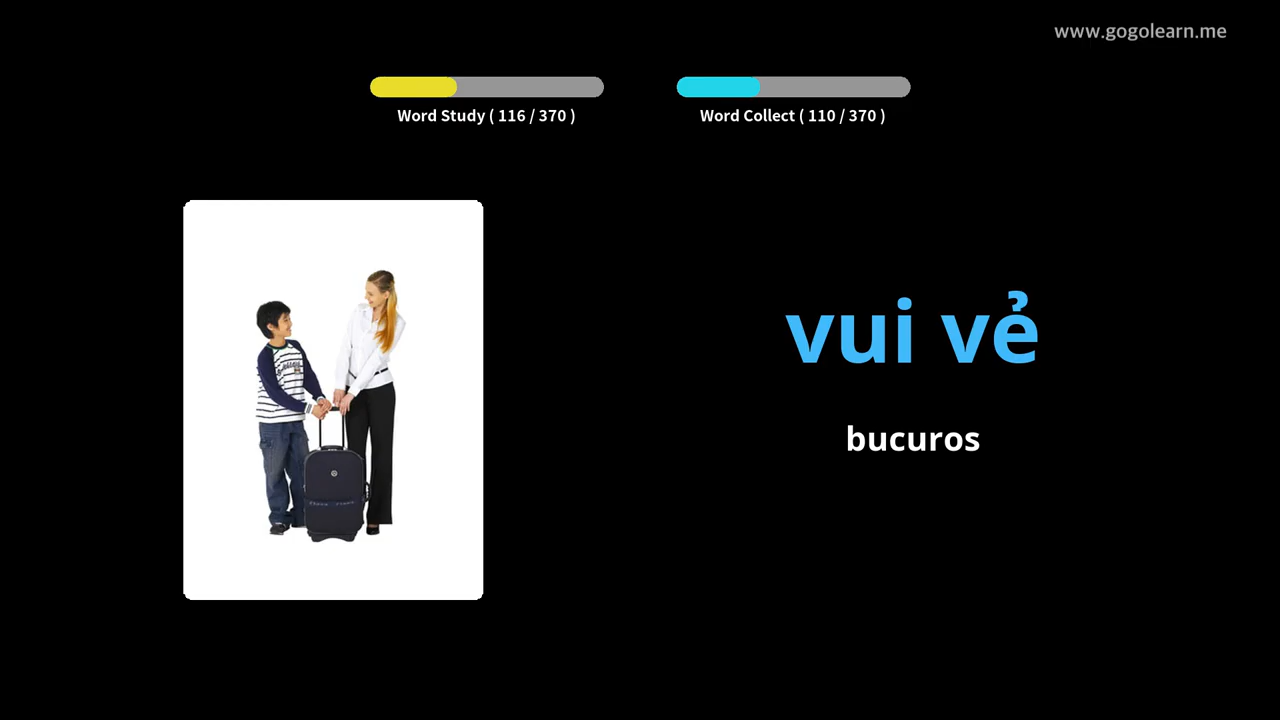 www.gogolearn.me
Word Study ( 116 / 370 )
Word Collect ( 110 / 370 )
vui vẻ
bucuros